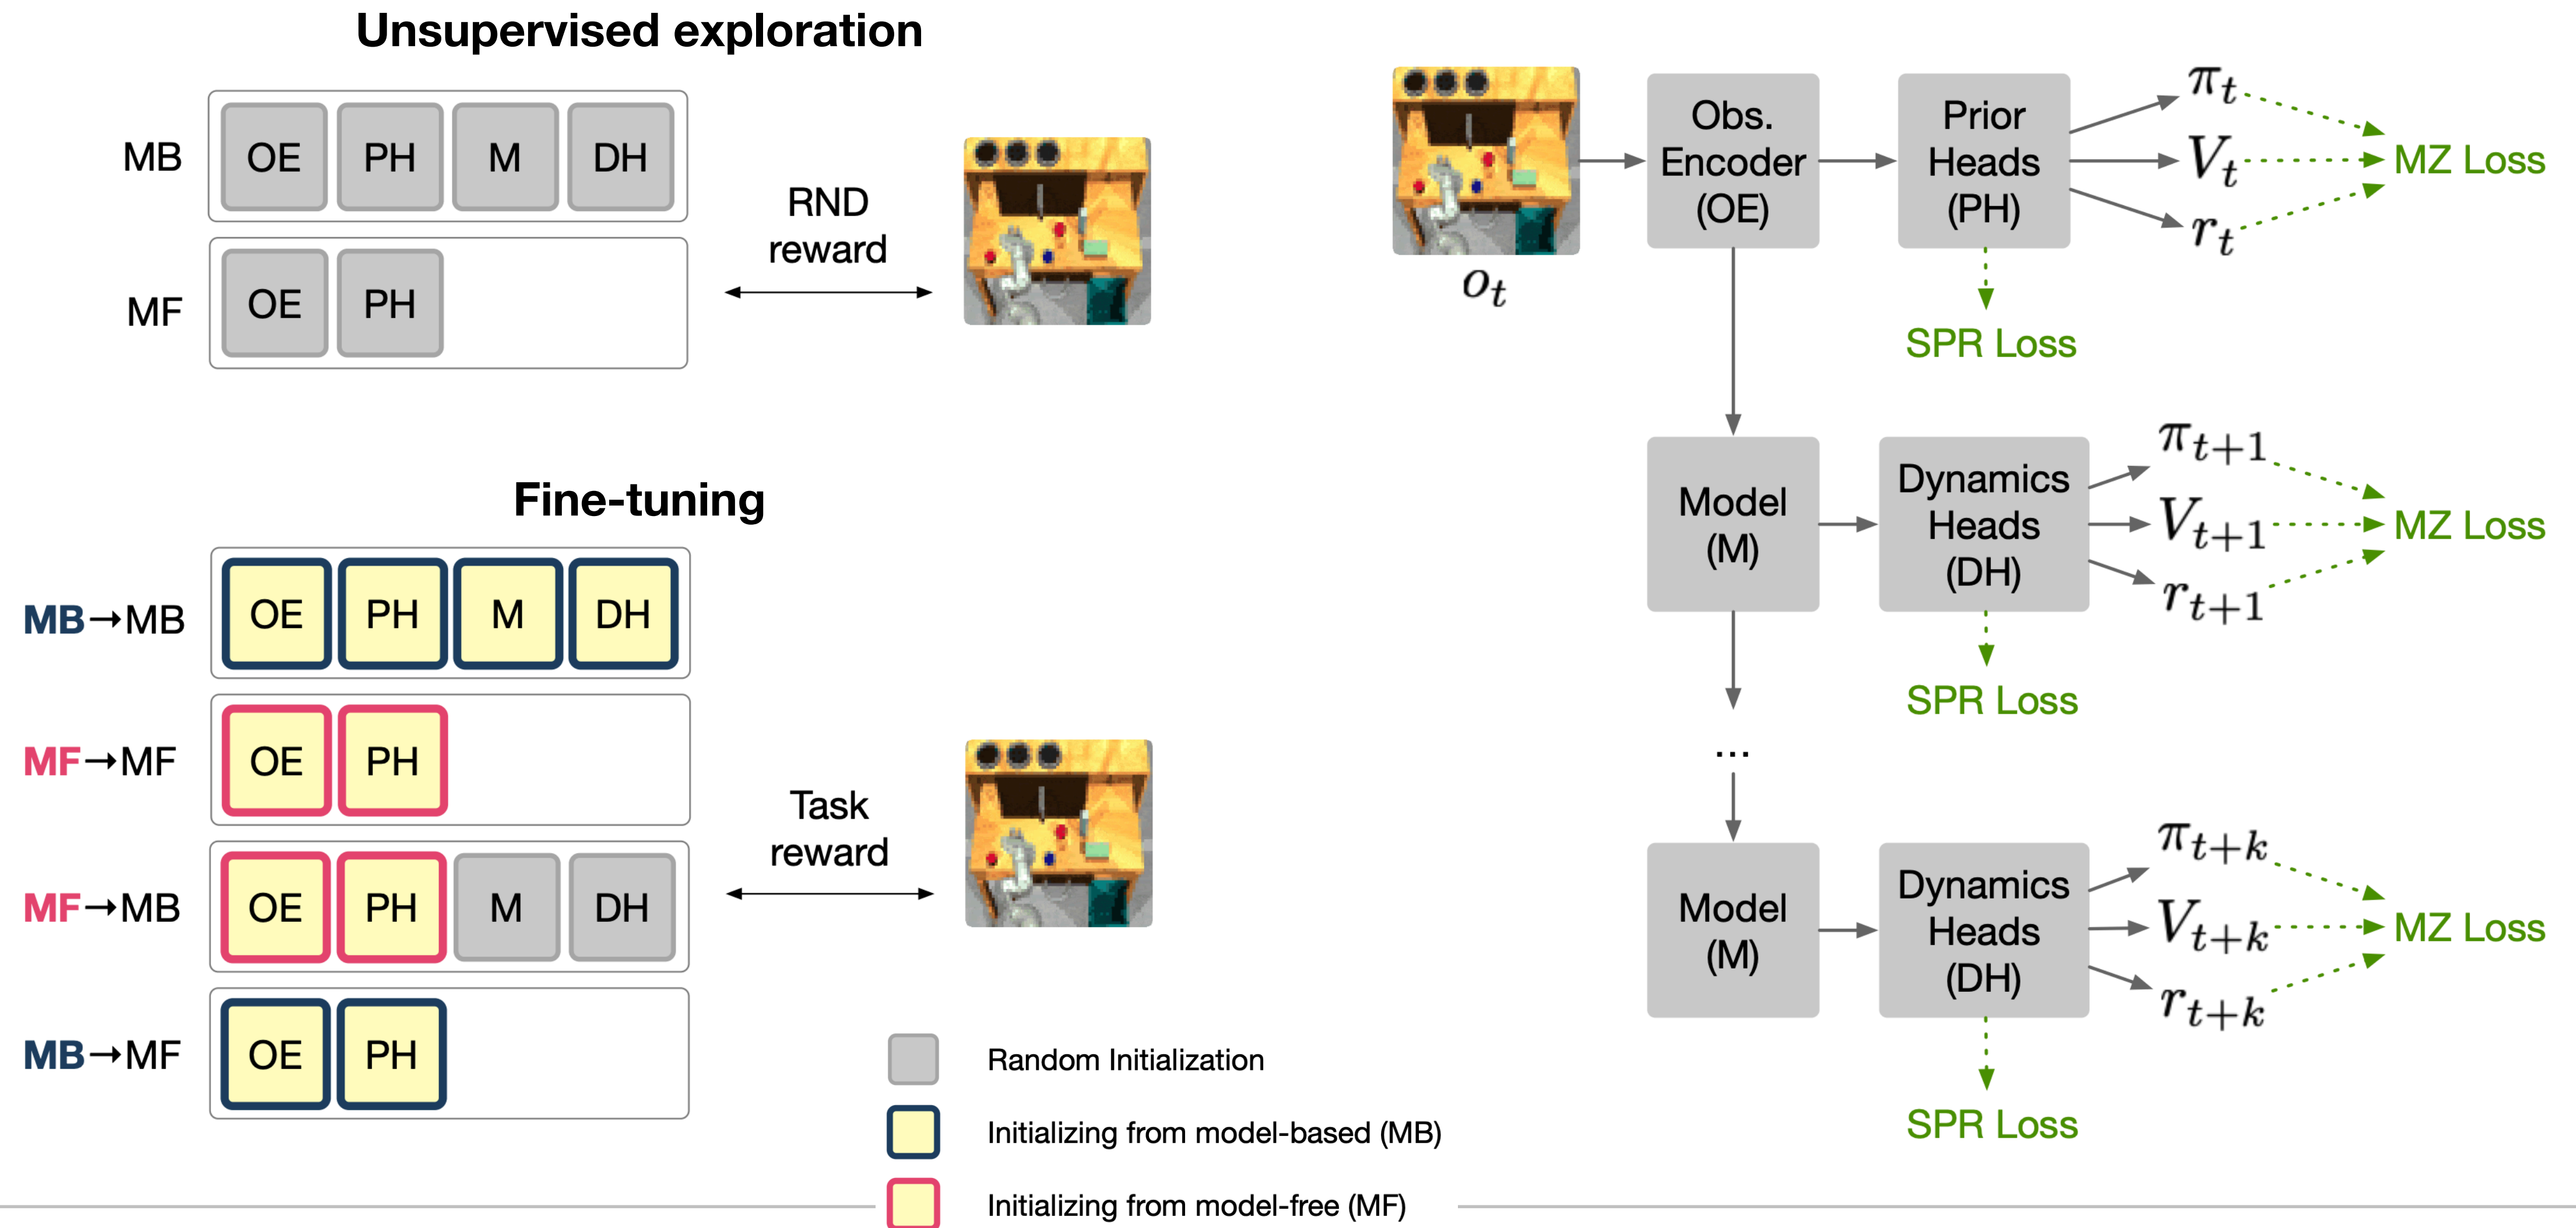 Unsupervised exploration
MB
OE PH M DH
MF
OE PH
RND
reward
Fine-tuning
MB→MB
OE PH M DH
MF→MF
OE PH
MF→MB
OE PH M DH
MB→MF
OE PH
Task
reward
Random Initialization
Initializing from model-based (MB)
Initializing from model-free (MF)
o_t
Obs.
Encoder
(OE)
Prior
Heads
(PH)
π_t
V_t
r_t
MZ Loss
SPR Loss
Model
(M)
Dynamics
Heads
(DH)
π_{t+1}
V_{t+1}
r_{t+1}
MZ Loss
SPR Loss
...
Model
(M)
Dynamics
Heads
(DH)
π_{t+k}
V_{t+k}
r_{t+k}
MZ Loss
SPR Loss